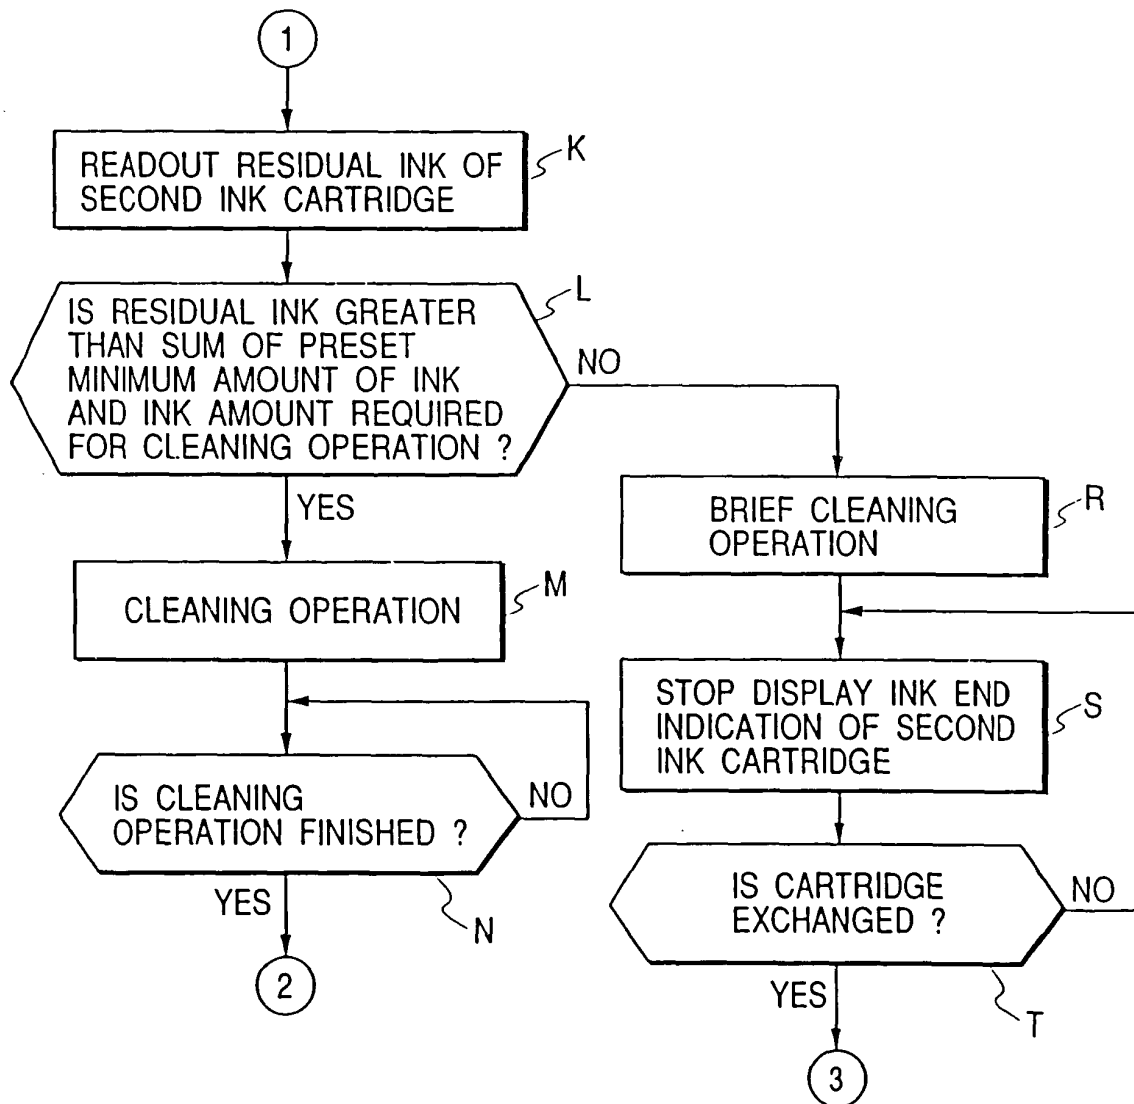 1
READOUT RESIDUAL INK OF
SECOND INK CARTRIDGE
K
IS RESIDUAL INK GREATER
THAN SUM OF PRESET
MINIMUM AMOUNT OF INK
AND INK AMOUNT REQUIRED
FOR CLEANING OPERATION ?
L
NO
YES
CLEANING OPERATION
M
IS CLEANING
OPERATION FINISHED ?
NO
YES
N
2
BRIEF CLEANING
OPERATION
R
STOP DISPLAY INK END
INDICATION OF SECOND
INK CARTRIDGE
S
IS CARTRIDGE
EXCHANGED ?
NO
YES
T
3